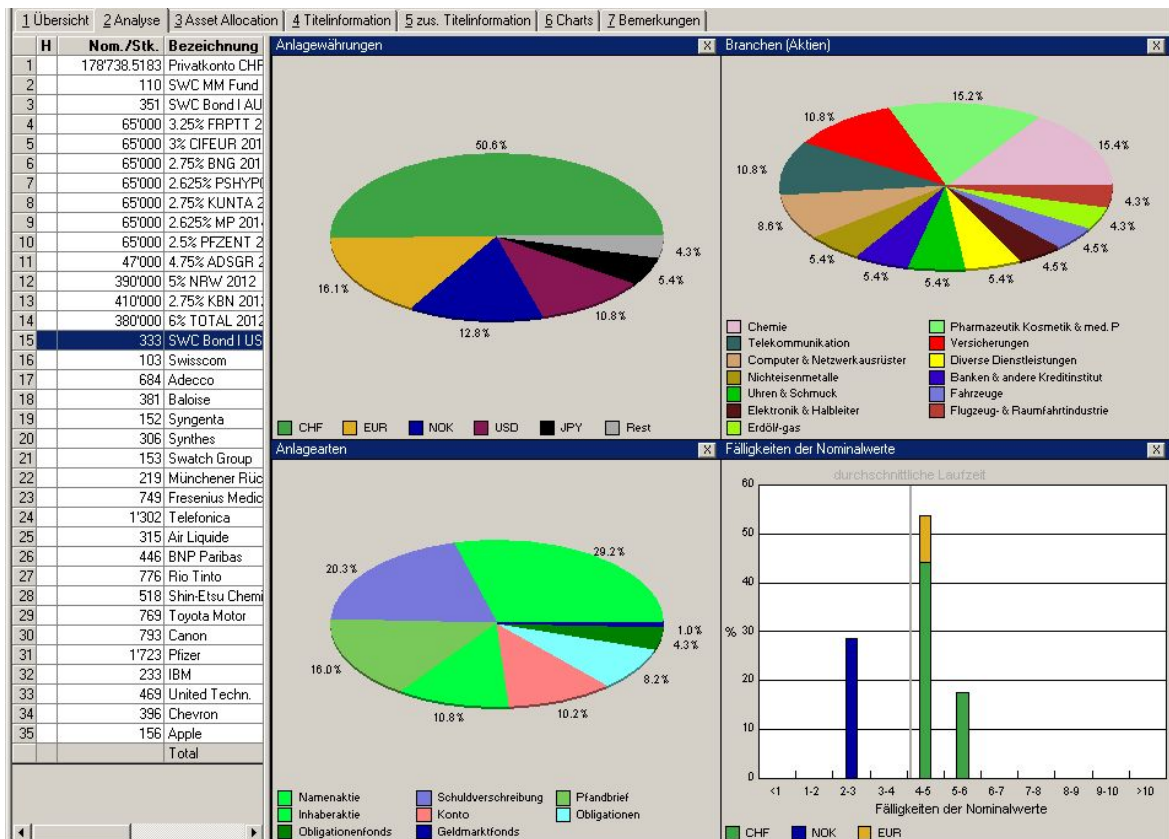 1 Übersicht 2 Analyse 3 Asset Allocation 4 Titelinformation 5 zus. Titelinformation 6 Charts 7 Bemerkungen
H Nom./Stk. Bezeichnung
1 178'738.5183 Privatkonto CHF
2 110 SWC MM Fund
3 351 SWC Bond I AU
4 65'000 3.25% FRPTT 2
5 65'000 3% CIFEUR 201
6 65'000 2.75% BNG 201
7 65'000 2.625% PSHYP
8 65'000 2.75% KUNTA 2
9 65'000 2.625% MP 2014
10 65'000 2.5% PFZENT 2
11 47'000 4.75% ADSGR 2
12 390'000 5% NRW 2012
13 410'000 2.75% KBN 201
14 380'000 6% TOTAL 2012
15 333 SWC Bond I US
16 103 Swisscom
17 684 Adecco
18 381 Baloise
19 152 Syngenta
20 306 Synthes
21 153 Swatch Group
22 219 Münchener Rüc
23 749 Fresenius Medic
24 1'302 Telefonica
25 315 Air Liquide
26 446 BNP Paribas
27 776 Rio Tinto
28 518 Shin-Etsu Chemi
29 769 Toyota Motor
30 793 Canon
31 1'723 Pfizer
32 233 IBM
33 469 United Techn.
34 396 Chevron
35 156 Apple
Total
Anlagewährungen X
50.6%
4.3%
5.4%
10.8%
12.8%
16.1%
CHF EUR NOK USD JPY Rest
Branchen (Aktien) X
15.2%
10.8%
15.4%
10.8%
4.3%
8.6%
4.3%
4.5%
5.4%
4.5%
5.4%
5.4%
5.4%
Chemie Pharmazeutik Kosmetik & med. P
Telekommunikation Versicherungen
Computer & Netzwerkausrüster Diverse Dienstleistungen
Nichteisenmetalle Banken & andere Kreditinstitut
Uhren & Schmuck Fahrzeuge
Elektronik & Halbleiter Flugzeug- & Raumfahrtindustrie
Erdölf-gas
Anlagearten X
29.2%
20.3%
1.0%
4.3%
16.0%
8.2%
10.8%
10.2%
Namenaktie Schuldverschreibung Pfandbrief
Inhaberaktie Konto Obligationen
Obligationenfonds Geldmarktfonds
Fälligkeiten der Nominalwerte X
durchschnittliche Laufzeit
60
50
40
%
30
20
10
0
<1 1-2 2-3 3-4 4-5 5-6 6-7 7-8 8-9 9-10 >10
Fälligkeiten der Nominalwerte
CHF NOK EUR